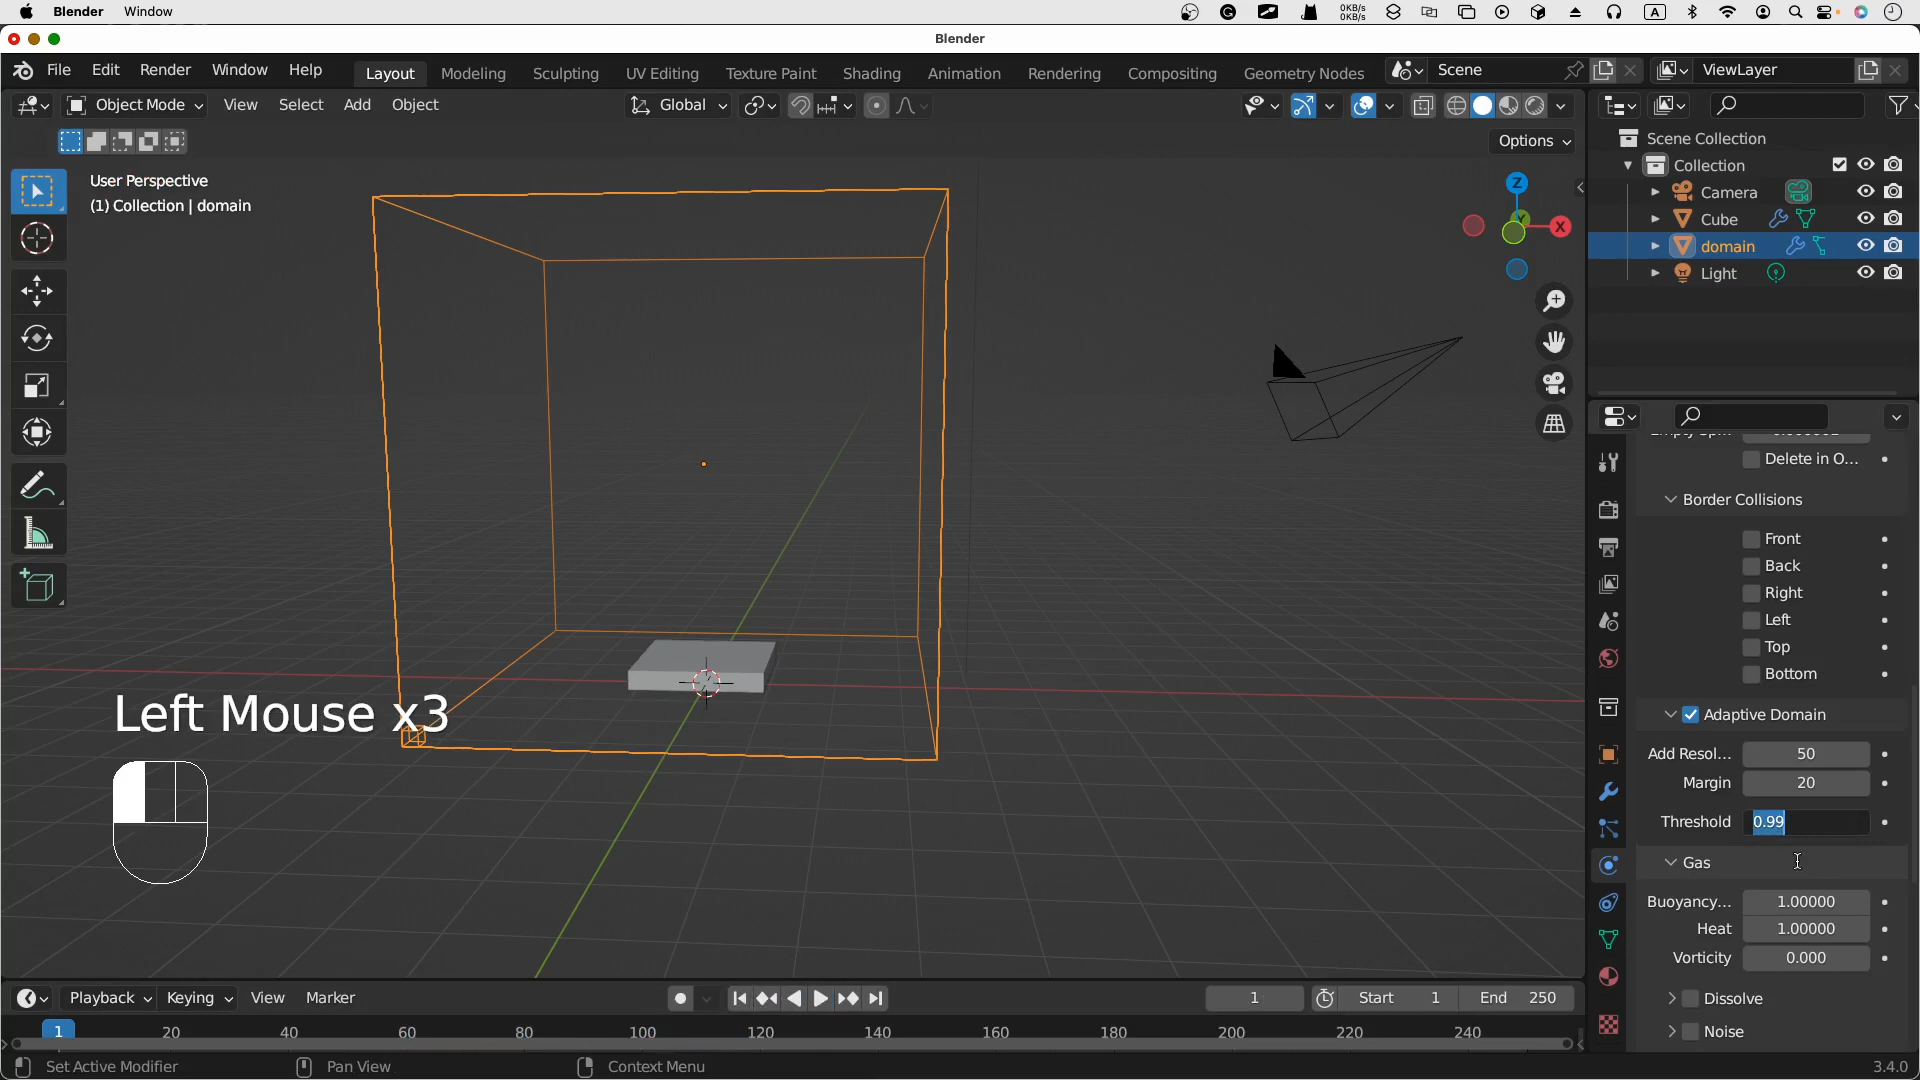 Blender Window
0KB/s
0KB/s
A
Blender
File Edit Render Window Help Layout Modeling Sculpting UV Editing Texture Paint Shading Animation Rendering Compositing Geometry Nodes Scene ViewLayer
Object Mode View Select Add Object Global
Options
User Perspective
(1) Collection | domain
Z
Y
X
Scene Collection
Collection
Camera
Cube
domain
Light
Delete in O...
Border Collisions
Front
Back
Right
Left
Top
Bottom
Adaptive Domain
Add Resol... 50
Margin 20
Threshold 0.99
Gas
Buoyancy... 1.00000
Heat 1.00000
Vorticity 0.000
Dissolve
Noise
Left Mouse x3
Playback Keying View Marker 1 Start 1 End 250
1 20 40 60 80 100 120 140 160 180 200 220 240
Set Active Modifier Pan View Context Menu 3.4.0